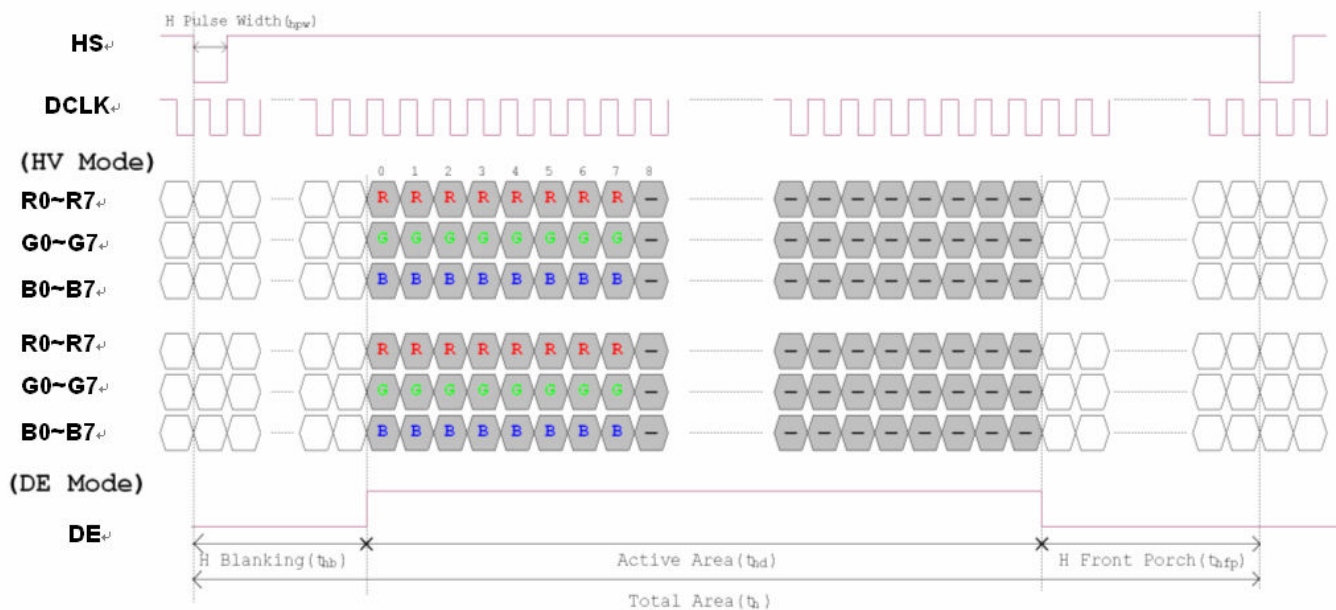 H Pulse Width(thpw)
HS
DCLK
(HV Mode)
0 1 2 3 4 5 6 7 8
R0~R7 R R R R R R R R – – – – – – – – –
G0~G7 G G G G G G G G – – – – – – – – –
B0~B7 B B B B B B B B – – – – – – – – –
R0~R7 R R R R R R R R – – – – – – – – –
G0~G7 G G G G G G G G – – – – – – – – –
B0~B7 B B B B B B B B – – – – – – – – –
(DE Mode)
DE
H Blanking(thb) Active Area(thd) H Front Porch(thfp)
Total Area(th)